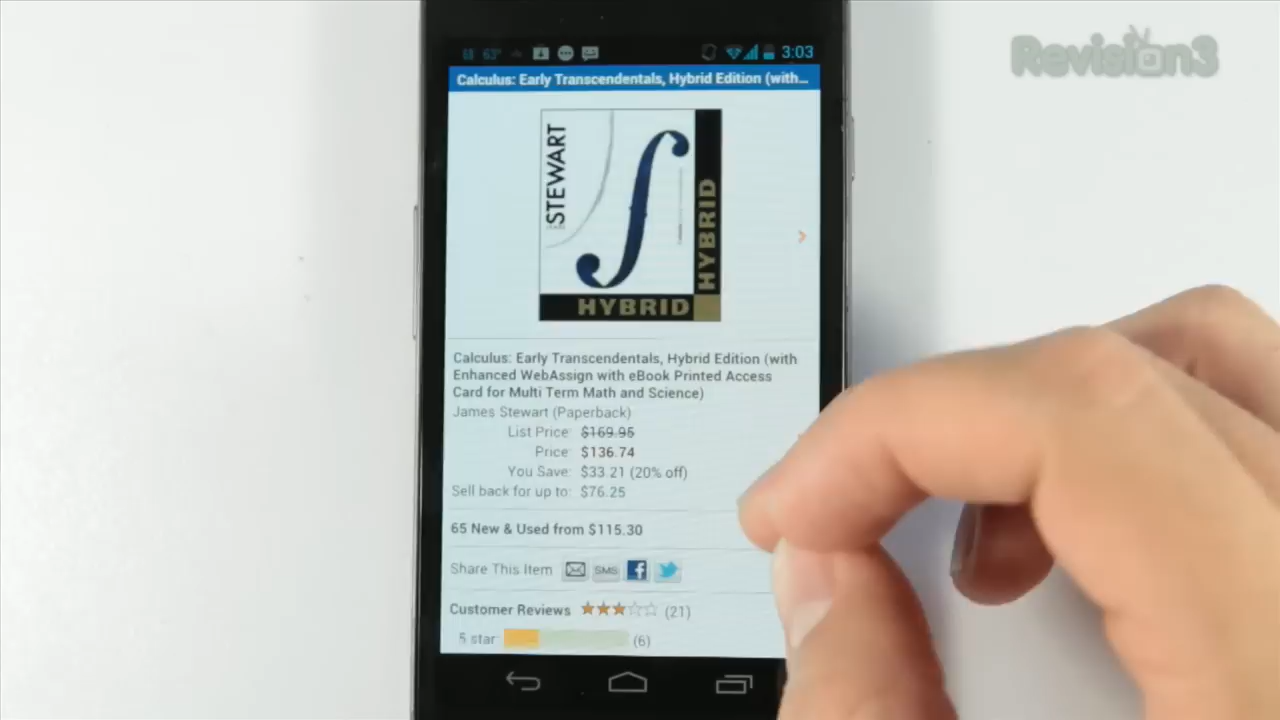 Revision3
63° 3:03
Calculus: Early Transcendentals, Hybrid Edition (with...
STEWART
HYBRID
HYBRID
Calculus: Early Transcendentals, Hybrid Edition (with
Enhanced WebAssign with eBook Printed Access
Card for Multi Term Math and Science)
James Stewart (Paperback)
List Price: $169.95
Price: $136.74
You Save: $33.21 (20% off)
Sell back for up to: $76.25
65 New & Used from $115.30
Share This Item SMS
Customer Reviews (21)
5 star: (6)